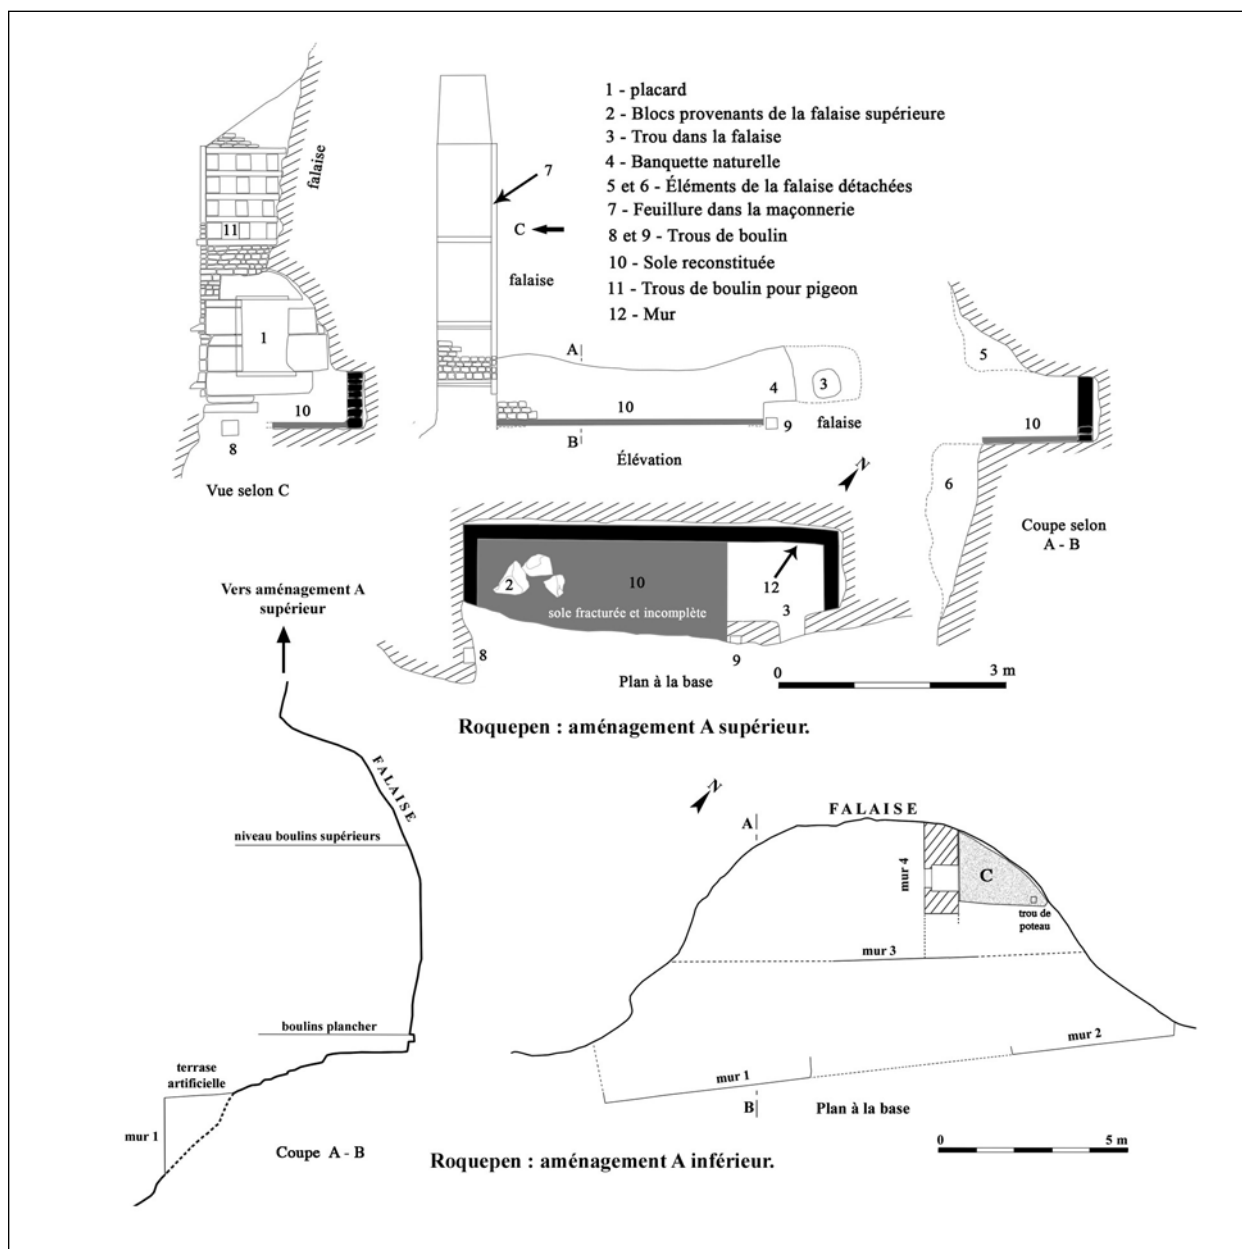 1 - placard
2 - Blocs provenants de la falaise supérieure
3 - Trou dans la falaise
4 - Banquette naturelle
5 et 6 - Éléments de la falaise détachées
7 - Feuillure dans la maçonnerie
8 et 9 - Trous de boulin
10 - Sole reconstituée
11 - Trous de boulin pour pigeon
12 - Mur
falaise
11
1
10
8
Vue selon C
7
C
falaise
A
4
3
10
B
9
falaise
Élévation
5
10
6
Coupe selon
A - B
N
2
10
12
sole fracturée et incomplète
3
8
9
Plan à la base
0
3 m
Roquepen : aménagement A supérieur.
Vers aménagement A
supérieur
FALAISE
niveau boulins supérieurs
boulins plancher
terrase
artificielle
mur 1
Coupe A - B
N
A
FALAISE
mur 4
C
trou de
poteau
mur 3
mur 2
mur 1
B
Plan à la base
0
5 m
Roquepen : aménagement A inférieur.